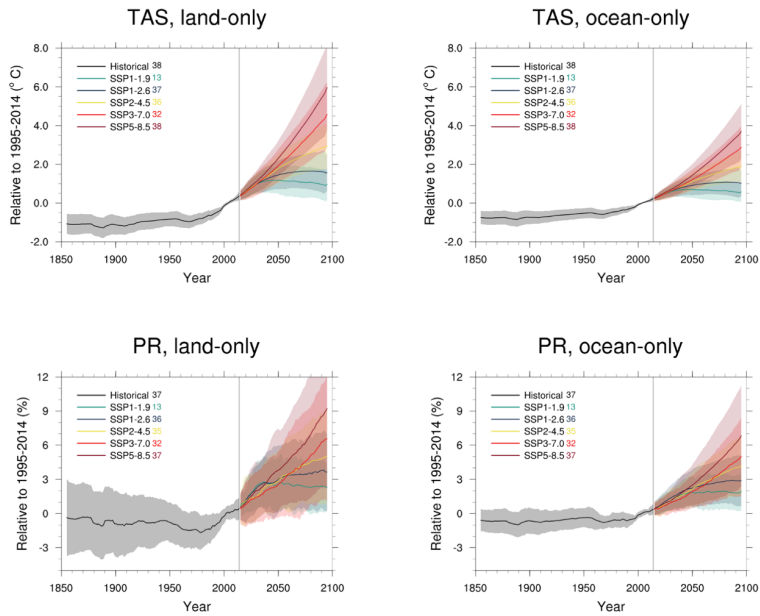 TAS, land-only
Relative to 1995-2014 (° C)
8.0
6.0
4.0
2.0
0.0
-2.0
Historical 38
SSP1-1.9 13
SSP1-2.6 37
SSP2-4.5 36
SSP3-7.0 32
SSP5-8.5 38
1850 1900 1950 2000 2050 2100
Year
TAS, ocean-only
Relative to 1995-2014 (° C)
8.0
6.0
4.0
2.0
0.0
-2.0
Historical 38
SSP1-1.9 13
SSP1-2.6 37
SSP2-4.5 36
SSP3-7.0 32
SSP5-8.5 38
1850 1900 1950 2000 2050 2100
Year
PR, land-only
Relative to 1995-2014 (%)
12
9
6
3
0
-3
Historical 37
SSP1-1.9 13
SSP1-2.6 36
SSP2-4.5 35
SSP3-7.0 32
SSP5-8.5 37
1850 1900 1950 2000 2050 2100
Year
PR, ocean-only
Relative to 1995-2014 (%)
12
9
6
3
0
-3
Historical 37
SSP1-1.9 13
SSP1-2.6 36
SSP2-4.5 35
SSP3-7.0 32
SSP5-8.5 37
1850 1900 1950 2000 2050 2100
Year